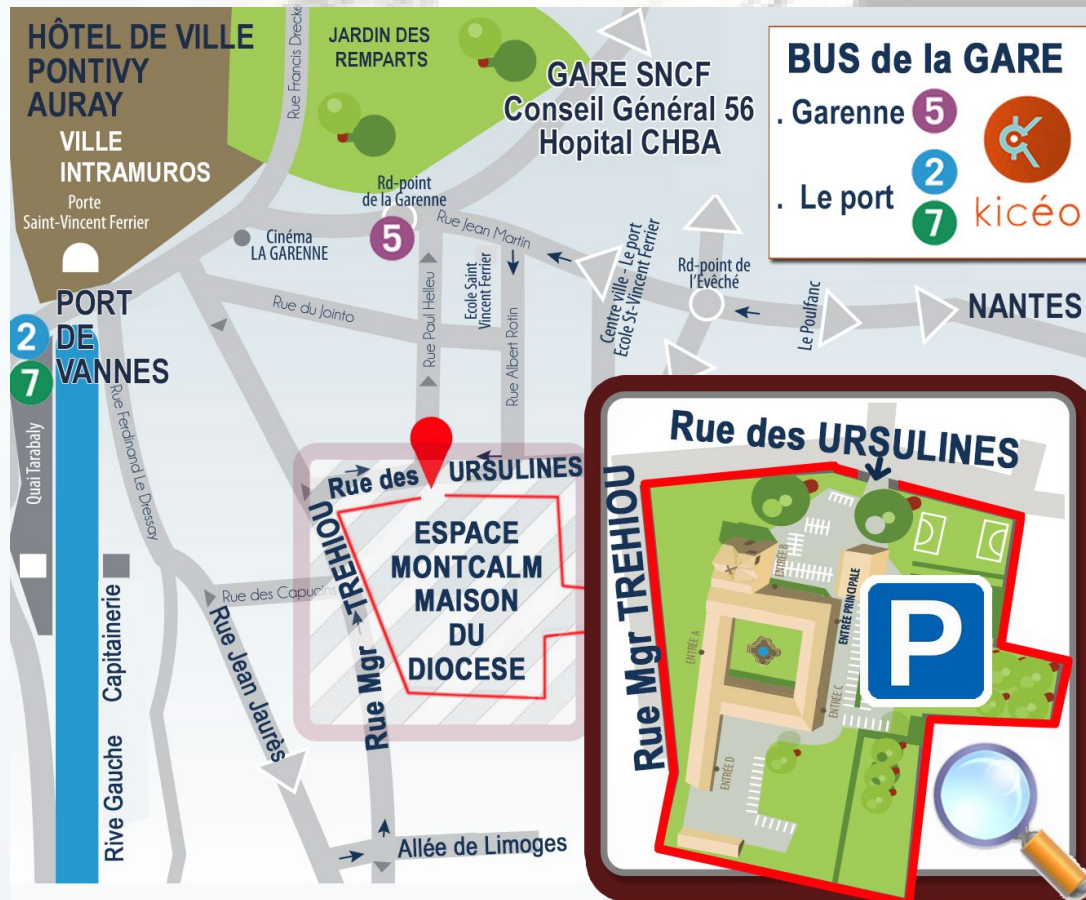 HÔTEL DE VILLE
PONTIVY
AURAY
VILLE
INTRAMUROS
Porte
Saint-Vincent Ferrier
Rue Francis Drecke
JARDIN DES
REMPARTS
GARE SNCF
Conseil Général 56
Hopital CHBA
BUS de la GARE
. Garenne 5
. Le port 2
7
kicéo
Rd-point
de la Garenne
5
Cinéma
LA GARENNE
Rue Jean Martin
Centre ville - Le port
Ecole St-Vincent Ferrier
Rd-point de
l'Evêché
Le Poulfanc
NANTES
PORT
DE
VANNES
2
7
Rue du Jointo
Rue Paul Helleu
Ecole Saint
Vincent Ferrier
Rue Albert Rotin
Quai Tarabaly
Rue Ferdinand Le Dressay
Rue des URSULINES
Rue Mgr TREHIOU
ESPACE
MONTCALM
MAISON
DU
DIOCESE
Rue des Capucins
Rue Jean Jaurès
Capitainerie
Rive Gauche
Allée de Limoges
Rue des URSULINES
Rue Mgr TREHIOU
ENTRÉE B
ENTRÉE PRINCIPALE
ENTRÉE A
ENTRÉE C
ENTRÉE D
P